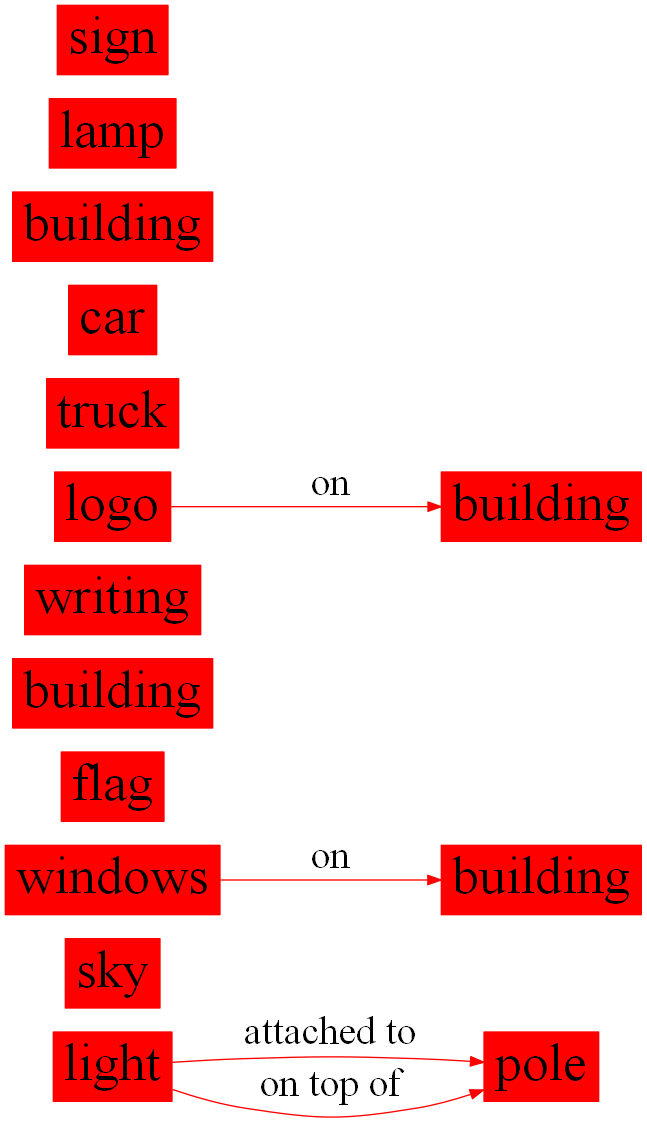 sign
lamp
building
car
truck
logo on building
writing
building
flag
windows on building
sky
attached to
light pole
on top of